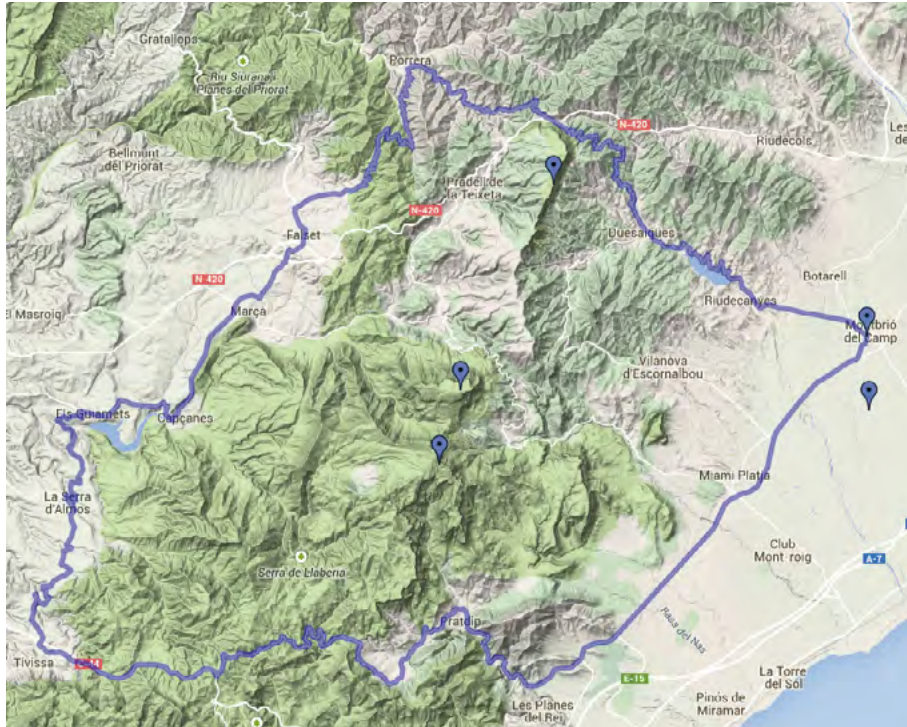 Gratallops
Porrera
Riu Siurana -
Planes del Priorat
N-420
Riudecols
Les
de
Bellmunt
del Priorat
Pradell de
la Teixeta
N-420
Falset
Duesaigües
N 420
Botarell
El Masroig
Marçà
Riudecanyes
Montbrió
del Camp
Vilanova
d'Escornalbou
Els Guiamets
Capçanes
Miami Platja
La Serra
d'Almos
Club
Mont-roig
A-7
Serra de Llaberia
Pratdip
Rasa del Nas
Tivissa
La Torre
del Sol
E-15
Les Planes
del Rei
Pinós de
Miramar